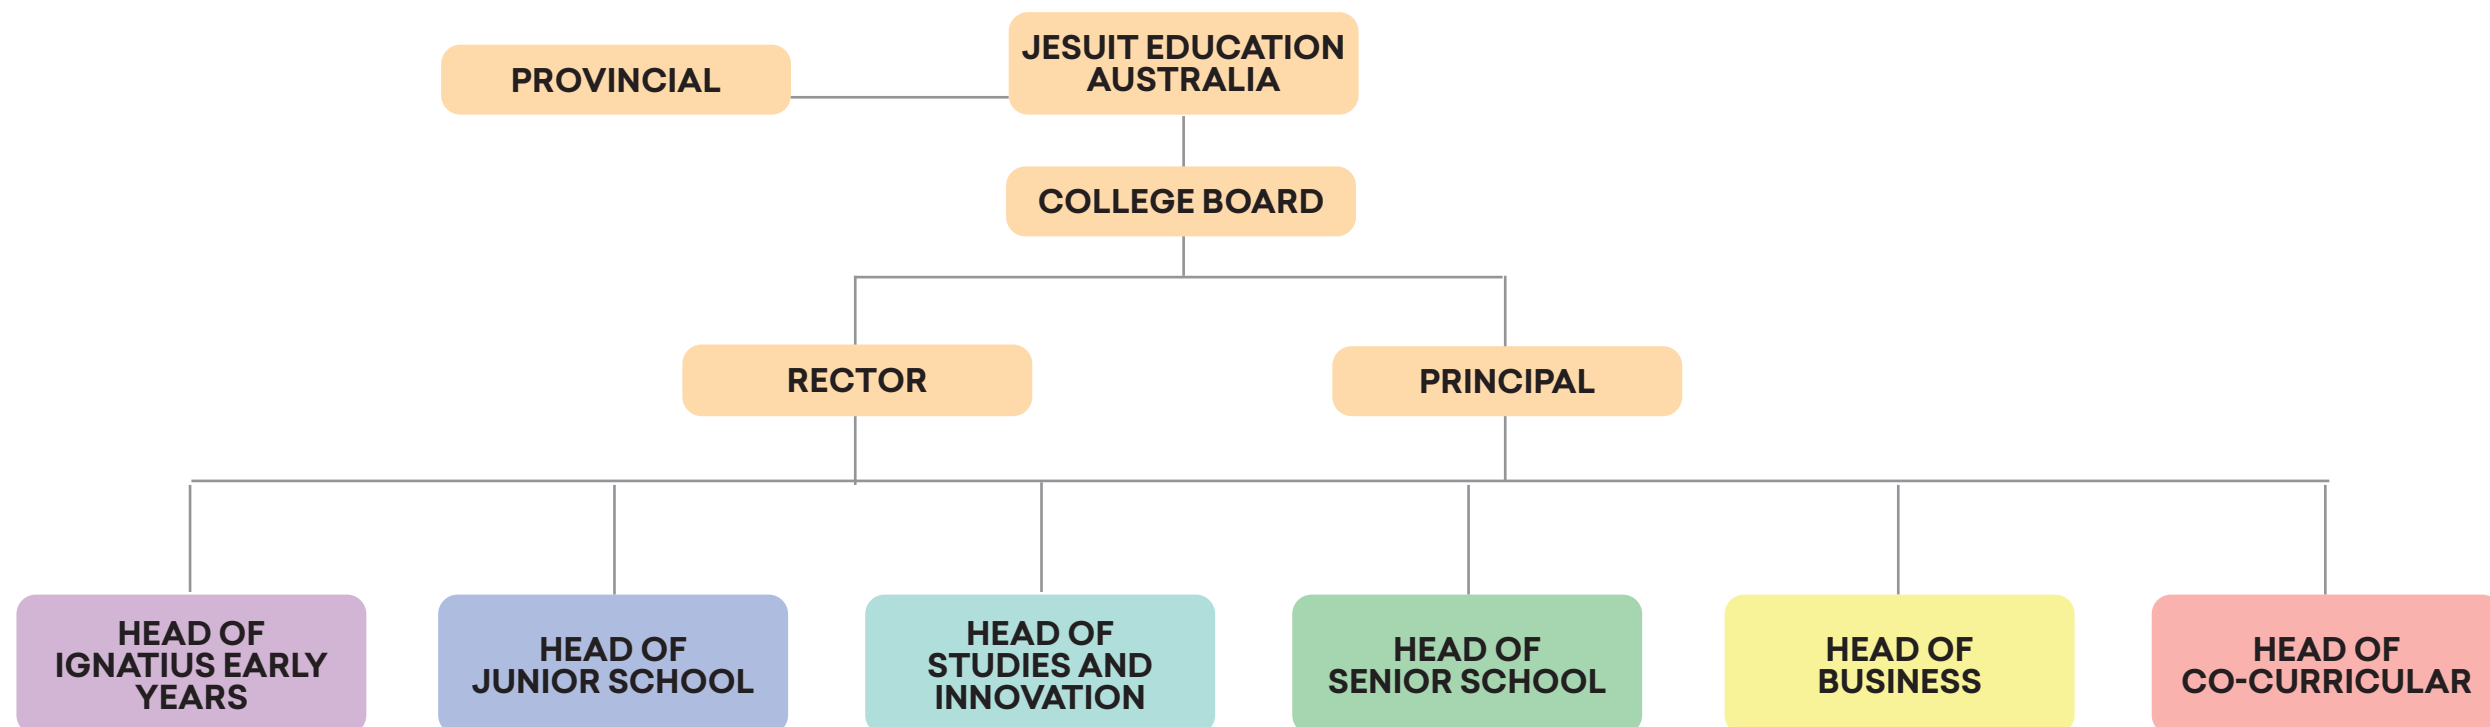 PROVINCIAL
JESUIT EDUCATION
AUSTRALIA
COLLEGE BOARD
RECTOR
PRINCIPAL
HEAD OF
IGNATIUS EARLY
YEARS
HEAD OF
JUNIOR SCHOOL
HEAD OF
STUDIES AND
INNOVATION
HEAD OF
SENIOR SCHOOL
HEAD OF
BUSINESS
HEAD OF
CO-CURRICULAR